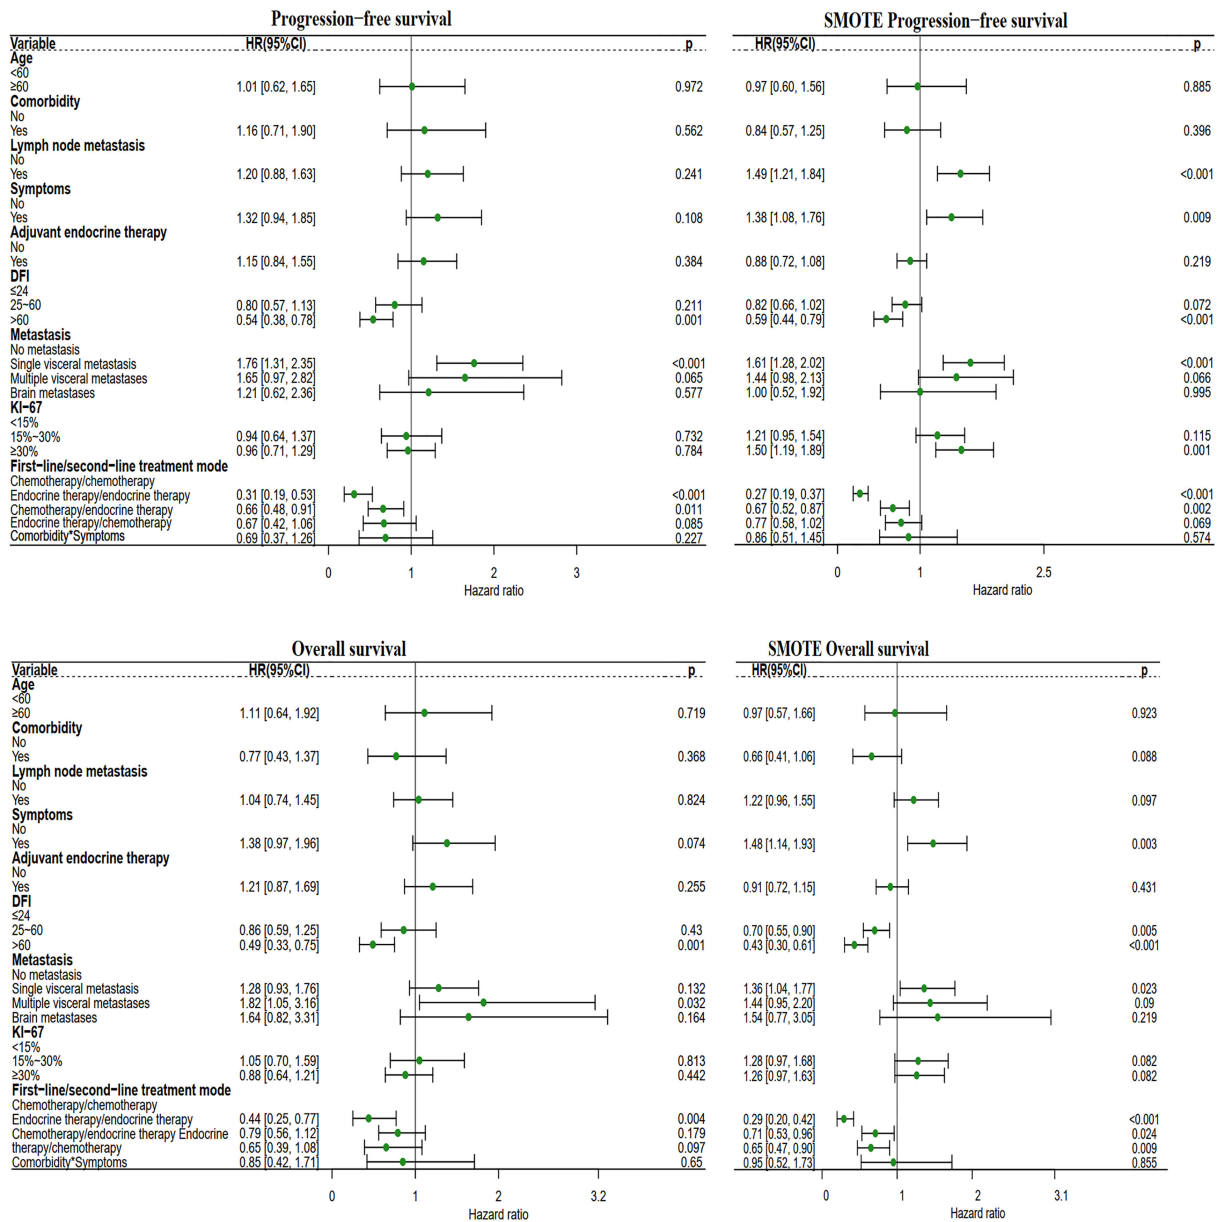 Progression−free survival
Variable HR(95%CI) p
Age
<60
≥60 1.01 [0.62, 1.65] 0.972
Comorbidity
No
Yes 1.16 [0.71, 1.90] 0.562
Lymph node metastasis
No
Yes 1.20 [0.88, 1.63] 0.241
Symptoms
No
Yes 1.32 [0.94, 1.85] 0.108
Adjuvant endocrine therapy
No
Yes 1.15 [0.84, 1.55] 0.384
DFI
≤24
25~60 0.80 [0.57, 1.13] 0.211
>60 0.54 [0.38, 0.78] 0.001
Metastasis
No metastasis
Single visceral metastasis 1.76 [1.31, 2.35] <0.001
Multiple visceral metastases 1.65 [0.97, 2.82] 0.065
Brain metastases 1.21 [0.62, 2.36] 0.577
KI−67
<15%
15%~30% 0.94 [0.64, 1.37] 0.732
≥30% 0.96 [0.71, 1.29] 0.784
First−line/second−line treatment mode
Chemotherapy/chemotherapy
Endocrine therapy/endocrine therapy 0.31 [0.19, 0.53] <0.001
Chemotherapy/endocrine therapy 0.66 [0.48, 0.91] 0.011
Endocrine therapy/chemotherapy 0.67 [0.42, 1.06] 0.085
Comorbidity*Symptoms 0.69 [0.37, 1.26] 0.227
0 1 2 3
Hazard ratio
SMOTE Progression−free survival
HR(95%CI) p
0.97 [0.60, 1.56] 0.885
0.84 [0.57, 1.25] 0.396
1.49 [1.21, 1.84] <0.001
1.38 [1.08, 1.76] 0.009
0.88 [0.72, 1.08] 0.219
0.82 [0.66, 1.02] 0.072
0.59 [0.44, 0.79] <0.001
1.61 [1.28, 2.02] <0.001
1.44 [0.98, 2.13] 0.066
1.00 [0.52, 1.92] 0.995
1.21 [0.95, 1.54] 0.115
1.50 [1.19, 1.89] 0.001
0.27 [0.19, 0.37] <0.001
0.67 [0.52, 0.87] 0.002
0.77 [0.58, 1.02] 0.069
0.86 [0.51, 1.45] 0.574
0 1 2.5
Hazard ratio
Overall survival
Variable HR(95%CI) p
Age
<60
≥60 1.11 [0.64, 1.92] 0.719
Comorbidity
No
Yes 0.77 [0.43, 1.37] 0.368
Lymph node metastasis
No
Yes 1.04 [0.74, 1.45] 0.824
Symptoms
No
Yes 1.38 [0.97, 1.96] 0.074
Adjuvant endocrine therapy
No
Yes 1.21 [0.87, 1.69] 0.255
DFI
≤24
25~60 0.86 [0.59, 1.25] 0.43
>60 0.49 [0.33, 0.75] 0.001
Metastasis
No metastasis
Single visceral metastasis 1.28 [0.93, 1.76] 0.132
Multiple visceral metastases 1.82 [1.05, 3.16] 0.032
Brain metastases 1.64 [0.82, 3.31] 0.164
KI−67
<15%
15%~30% 1.05 [0.70, 1.59] 0.813
≥30% 0.88 [0.64, 1.21] 0.442
First−line/second−line treatment mode
Chemotherapy/chemotherapy
Endocrine therapy/endocrine therapy 0.44 [0.25, 0.77] 0.004
Chemotherapy/endocrine therapy Endocrine 0.79 [0.56, 1.12] 0.179
therapy/chemotherapy 0.65 [0.39, 1.08] 0.097
Comorbidity*Symptoms 0.85 [0.42, 1.71] 0.65
0 1 2 3.2
Hazard ratio
SMOTE Overall survival
HR(95%CI) p
0.97 [0.57, 1.66] 0.923
0.66 [0.41, 1.06] 0.088
1.22 [0.96, 1.55] 0.097
1.48 [1.14, 1.93] 0.003
0.91 [0.72, 1.15] 0.431
0.70 [0.55, 0.90] 0.005
0.43 [0.30, 0.61] <0.001
1.36 [1.04, 1.77] 0.023
1.44 [0.95, 2.20] 0.09
1.54 [0.77, 3.05] 0.219
1.28 [0.97, 1.68] 0.082
1.26 [0.97, 1.63] 0.082
0.29 [0.20, 0.42] <0.001
0.71 [0.53, 0.96] 0.024
0.65 [0.47, 0.90] 0.009
0.95 [0.52, 1.73] 0.855
0 1 2 3.1
Hazard ratio